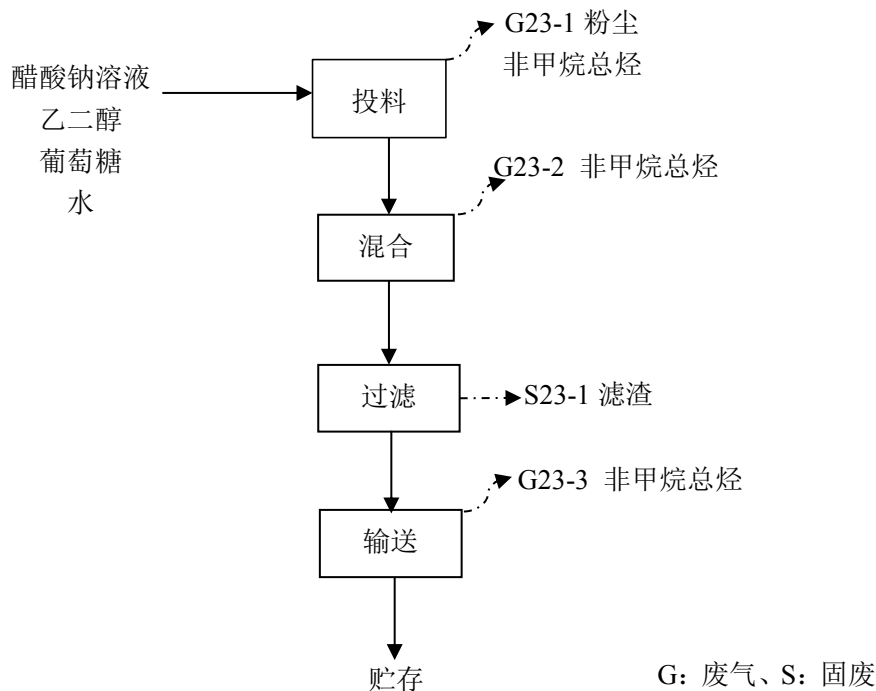 G23-1 粉尘
非甲烷总烃
醋酸钠溶液
乙二醇
葡萄糖
水
投料
G23-2 非甲烷总烃
混合
过滤
S23-1 滤渣
G23-3 非甲烷总烃
输送
贮存
G：废气、S：固废